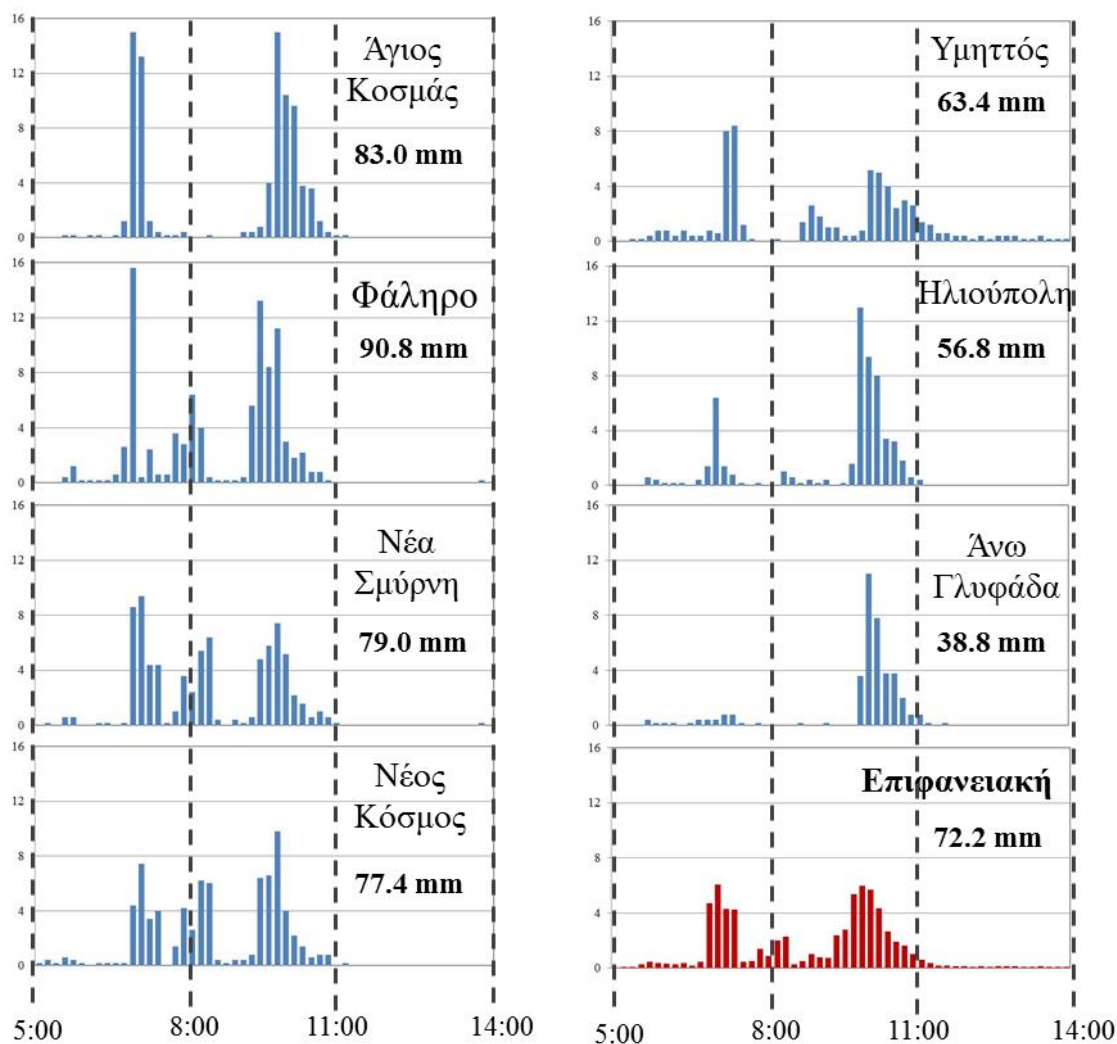 16
12
8
4
0
Άγιος
Κοσμάς
83.0 mm
16
12
8
4
0
Φάληρο
90.8 mm
16
12
8
4
0
Νέα
Σμύρνη
79.0 mm
16
12
8
4
0
Νέος
Κόσμος
77.4 mm
5:00 8:00 11:00 14:00
16
12
8
4
0
Υμηττός
63.4 mm
16
12
8
4
0
Ηλιούπολη
56.8 mm
16
12
8
4
0
Άνω
Γλυφάδα
38.8 mm
16
12
8
4
0
Επιφανειακή
72.2 mm
5:00 8:00 11:00 14:00